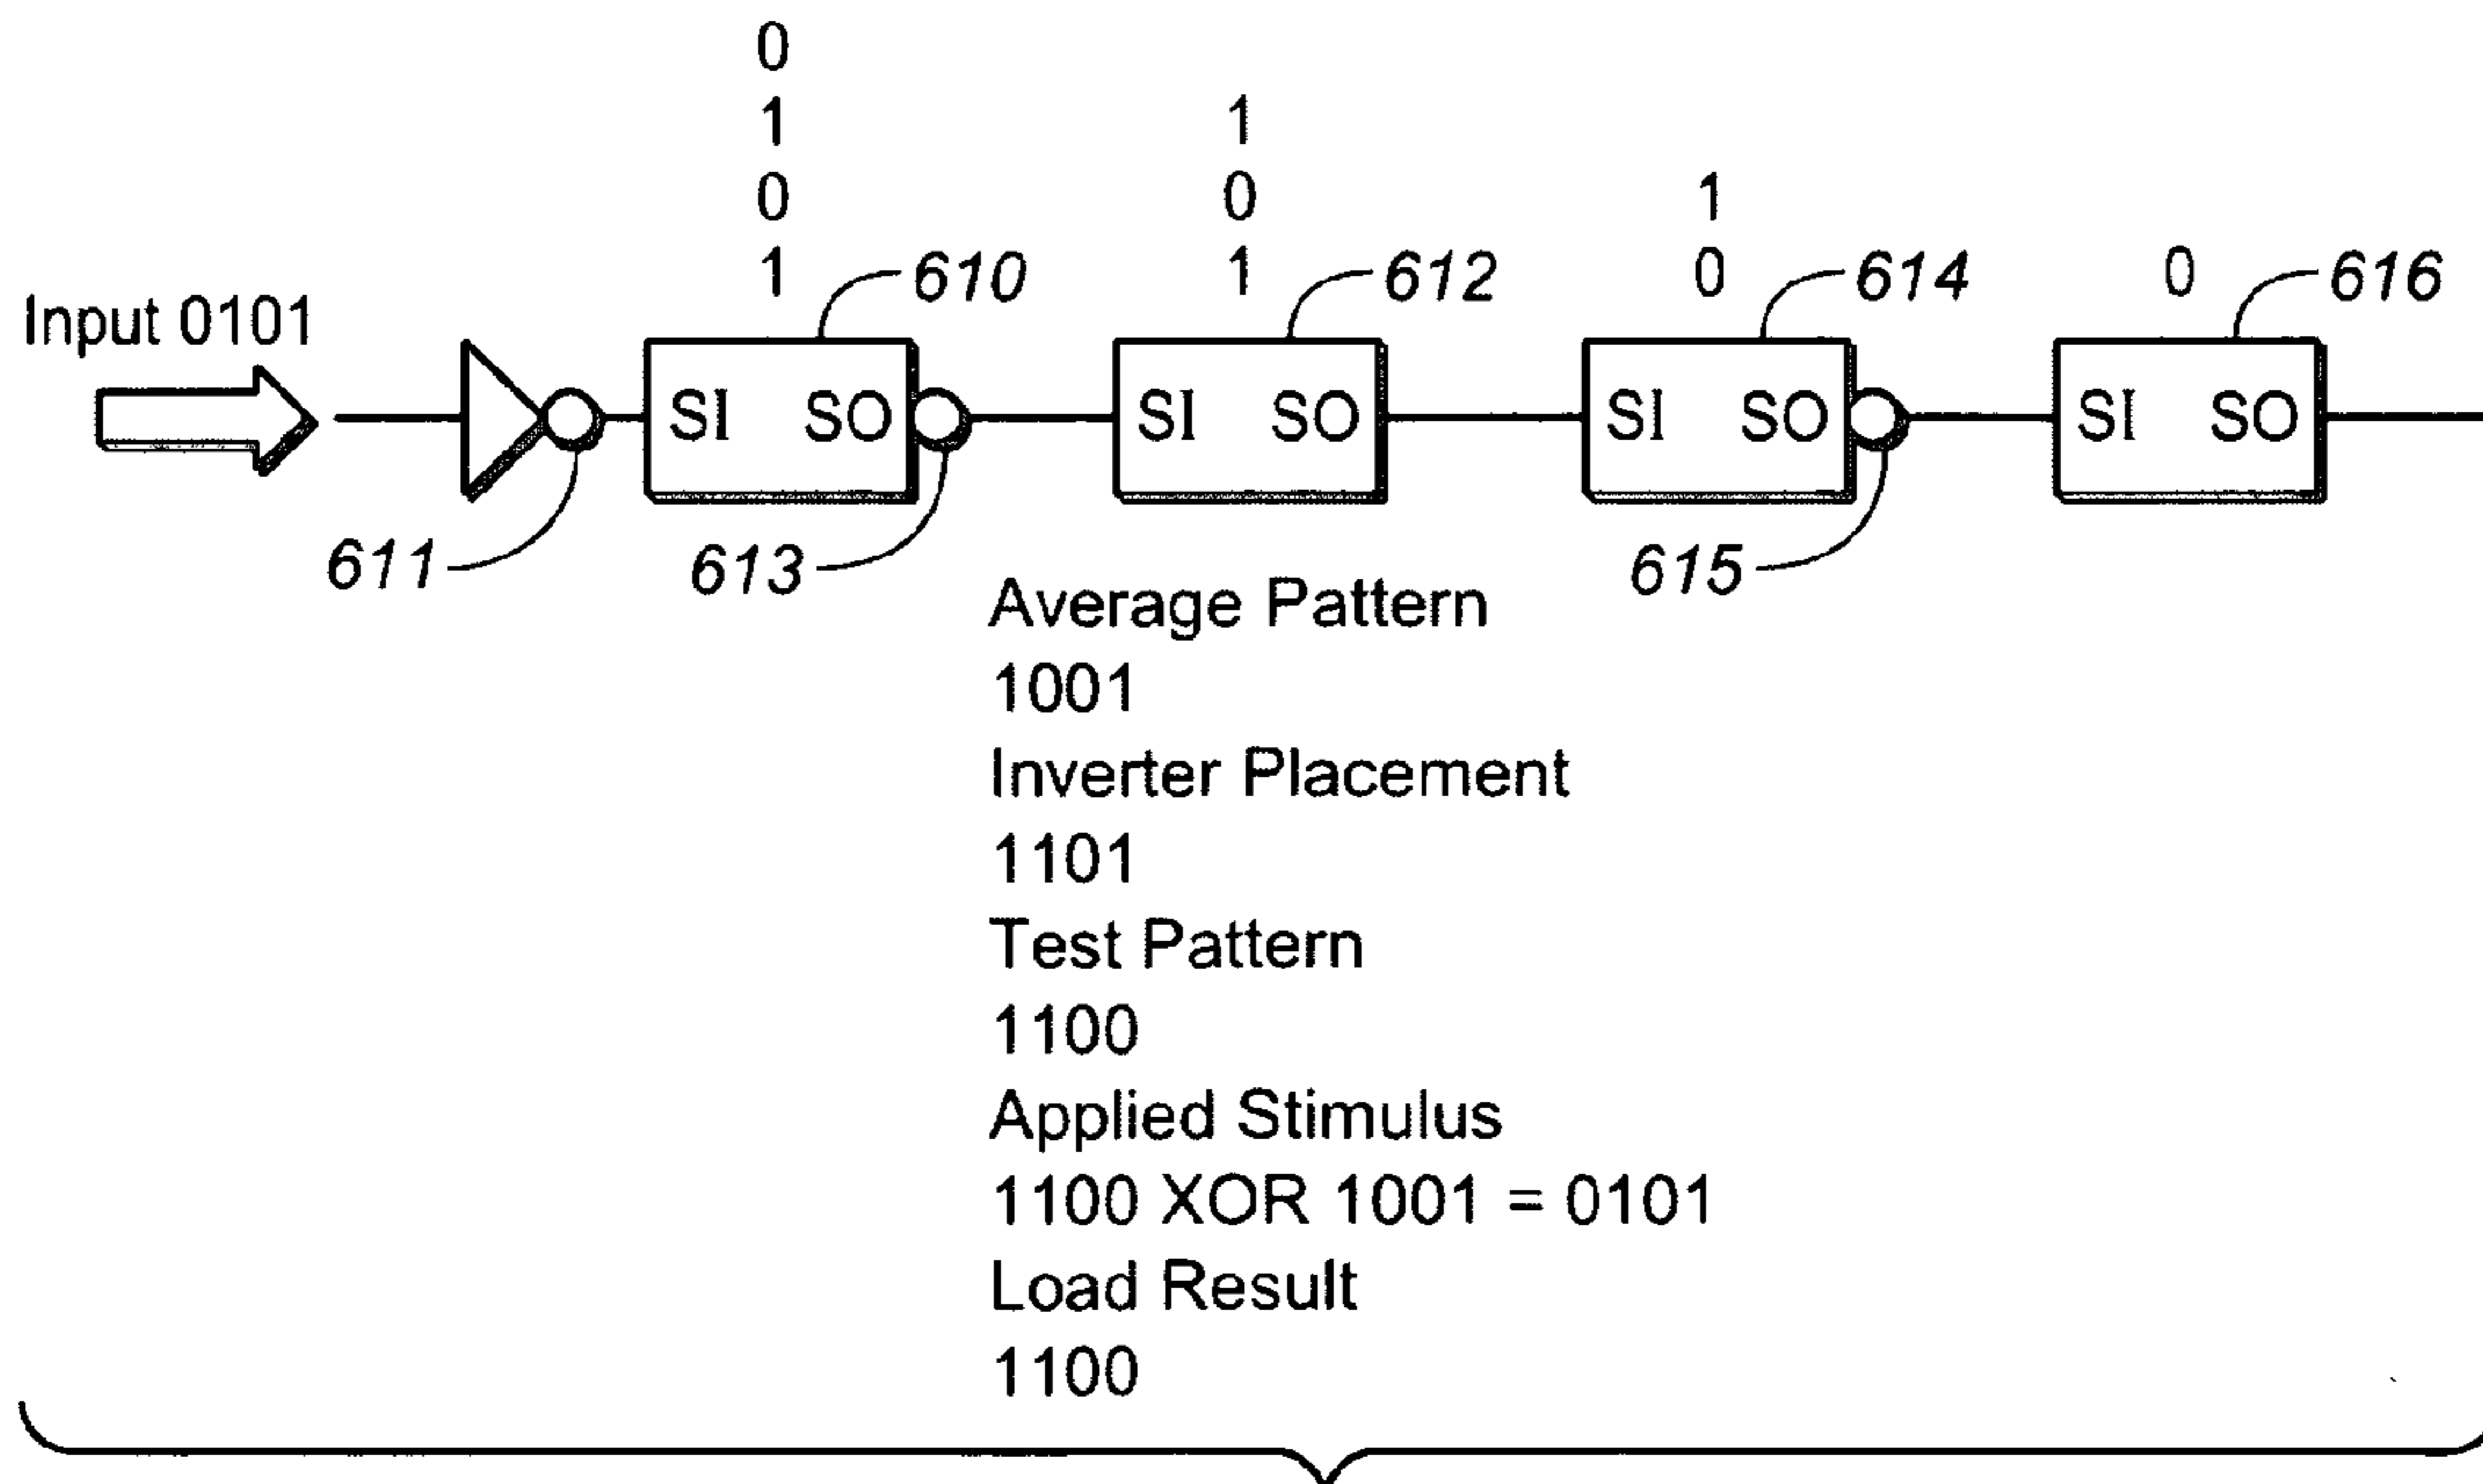 0
1 1
0 0 1
1 610 1 612 0 614 0 616
Input 0101
SI SO SI SO SI SO SI SO
611 613 615
Average Pattern
1001
Inverter Placement
1101
Test Pattern
1100
Applied Stimulus
1100 XOR 1001 = 0101
Load Result
1100